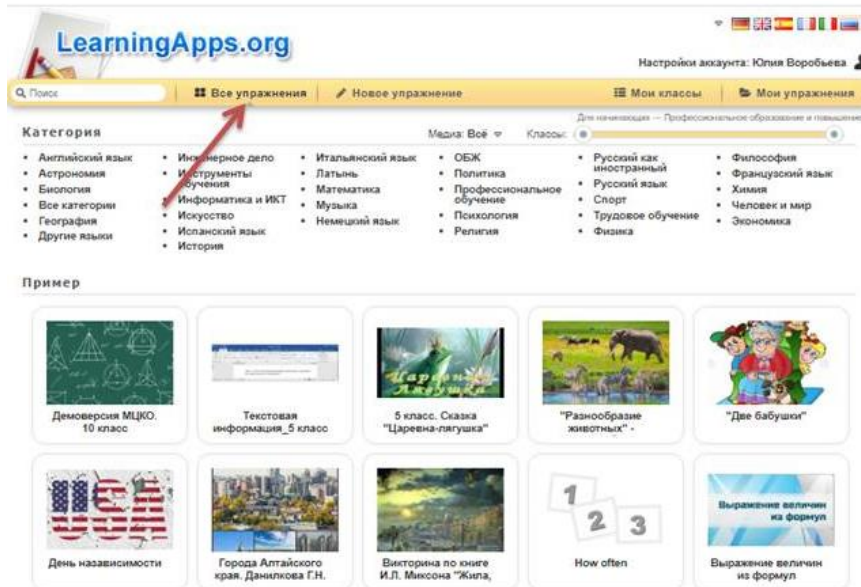 LearningApps.org
Настройки аккаунта: Юлия Воробьева
Поиск
Все упражнения
Новое упражнение
Мои классы
Мои упражнения
Для начинающих — Профессиональное образование и повышение
Категория
Медиа: Всё
Классы:
Английский язык
Астрономия
Биология
Все категории
География
Другие языки
Инженерное дело
Инструменты
обучения
Информатика и ИКТ
Искусство
Испанский язык
История
Итальянский язык
Латынь
Математика
Музыка
Немецкий язык
ОБЖ
Политика
Профессиональное
обучение
Психология
Религия
Русский как
иностранный
Русский язык
Спорт
Трудовое обучение
Физика
Философия
Французский язык
Химия
Человек и мир
Экономика
Пример
Демоверсия МЦКО.
10 класс
Текстовая
информация_5 класс
Царевна
Лягушка
5 класс. Сказка
"Царевна-лягушка"
"Разнообразие
животных" -
"Две бабушки"
USA
День назависимости
Города Алтайского
края. Данилкова Г.Н.
Викторина по книге
И.Л. Миксона "Жила,
1
2
3
How often
Выражение величин
из формул
Выражение величин
из формул